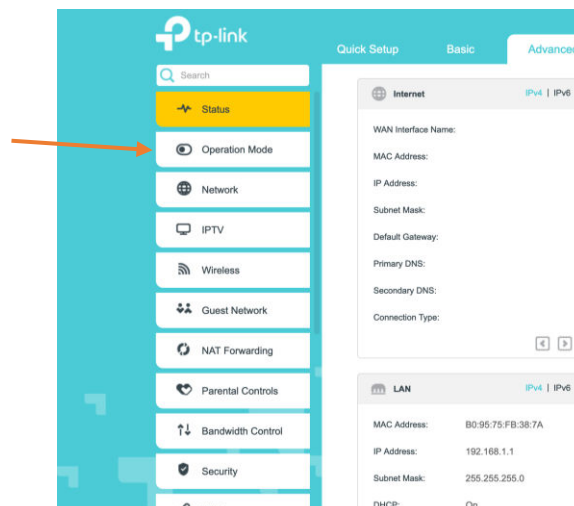 tp-link
Quick Setup Basic Advanced
Search
Status
Operation Mode
Network
IPTV
Wireless
Guest Network
NAT Forwarding
Parental Controls
Bandwidth Control
Security
Internet IPv4 | IPv6
WAN Interface Name:
MAC Address:
IP Address:
Subnet Mask:
Default Gateway:
Primary DNS:
Secondary DNS:
Connection Type:
LAN IPv4 | IPv6
MAC Address: B0:95:75:FB:38:7A
IP Address: 192.168.1.1
Subnet Mask: 255.255.255.0
DHCP: On